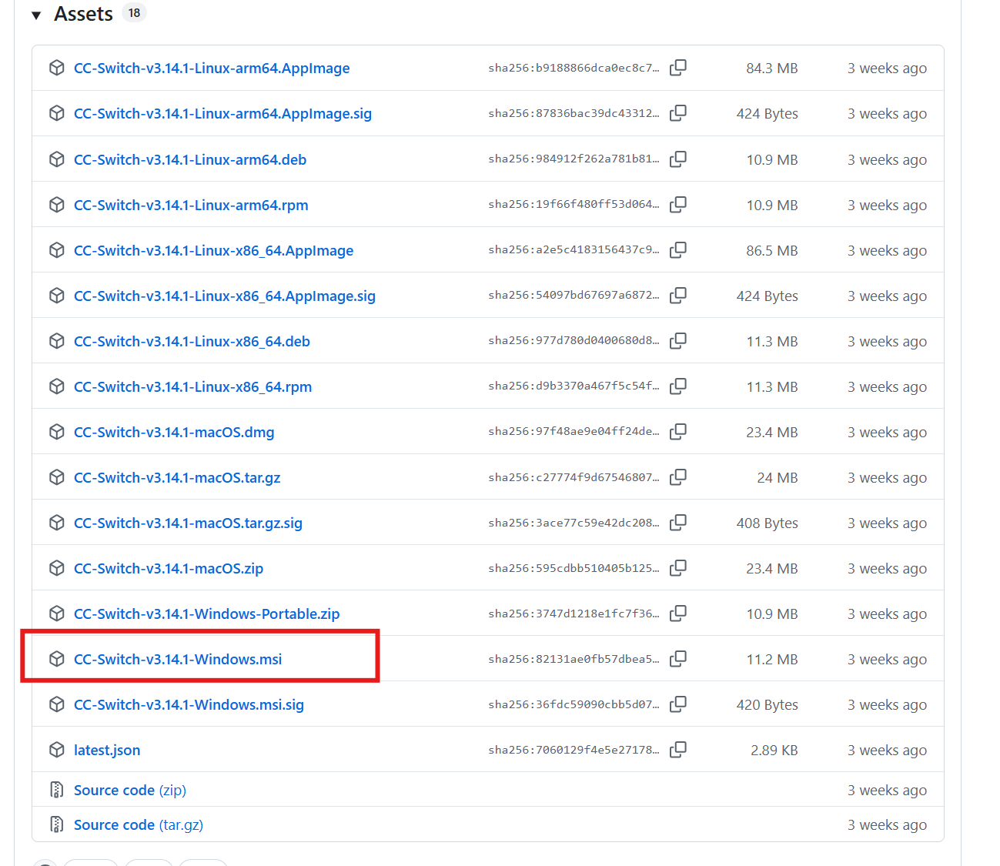 Assets 18
CC-Switch-v3.14.1-Linux-arm64.AppImage sha256:b9188866dca0ec8c7… 84.3 MB 3 weeks ago
CC-Switch-v3.14.1-Linux-arm64.AppImage.sig sha256:87836bac39dc43312… 424 Bytes 3 weeks ago
CC-Switch-v3.14.1-Linux-arm64.deb sha256:984912f262a781b81… 10.9 MB 3 weeks ago
CC-Switch-v3.14.1-Linux-arm64.rpm sha256:19f66f480ff53d064… 10.9 MB 3 weeks ago
CC-Switch-v3.14.1-Linux-x86_64.AppImage sha256:a2e5c4183156437c9… 86.5 MB 3 weeks ago
CC-Switch-v3.14.1-Linux-x86_64.AppImage.sig sha256:54097bd67697a6872… 424 Bytes 3 weeks ago
CC-Switch-v3.14.1-Linux-x86_64.deb sha256:977d780d0400680d8… 11.3 MB 3 weeks ago
CC-Switch-v3.14.1-Linux-x86_64.rpm sha256:d9b3370a467f5c54f… 11.3 MB 3 weeks ago
CC-Switch-v3.14.1-macOS.dmg sha256:97f48ae9e04ff24de… 23.4 MB 3 weeks ago
CC-Switch-v3.14.1-macOS.tar.gz sha256:c27774f9d67546807… 24 MB 3 weeks ago
CC-Switch-v3.14.1-macOS.tar.gz.sig sha256:3ace77c59e42dc208… 408 Bytes 3 weeks ago
CC-Switch-v3.14.1-macOS.zip sha256:595cdbb510405b125… 23.4 MB 3 weeks ago
CC-Switch-v3.14.1-Windows-Portable.zip sha256:3747d1218e1fc7f36… 10.9 MB 3 weeks ago
CC-Switch-v3.14.1-Windows.msi sha256:82131ae0fb57dbea5… 11.2 MB 3 weeks ago
CC-Switch-v3.14.1-Windows.msi.sig sha256:36fdc59090cbb5d07… 420 Bytes 3 weeks ago
latest.json sha256:7060129f4e5e27178… 2.89 KB 3 weeks ago
Source code (zip) 3 weeks ago
Source code (tar.gz) 3 weeks ago